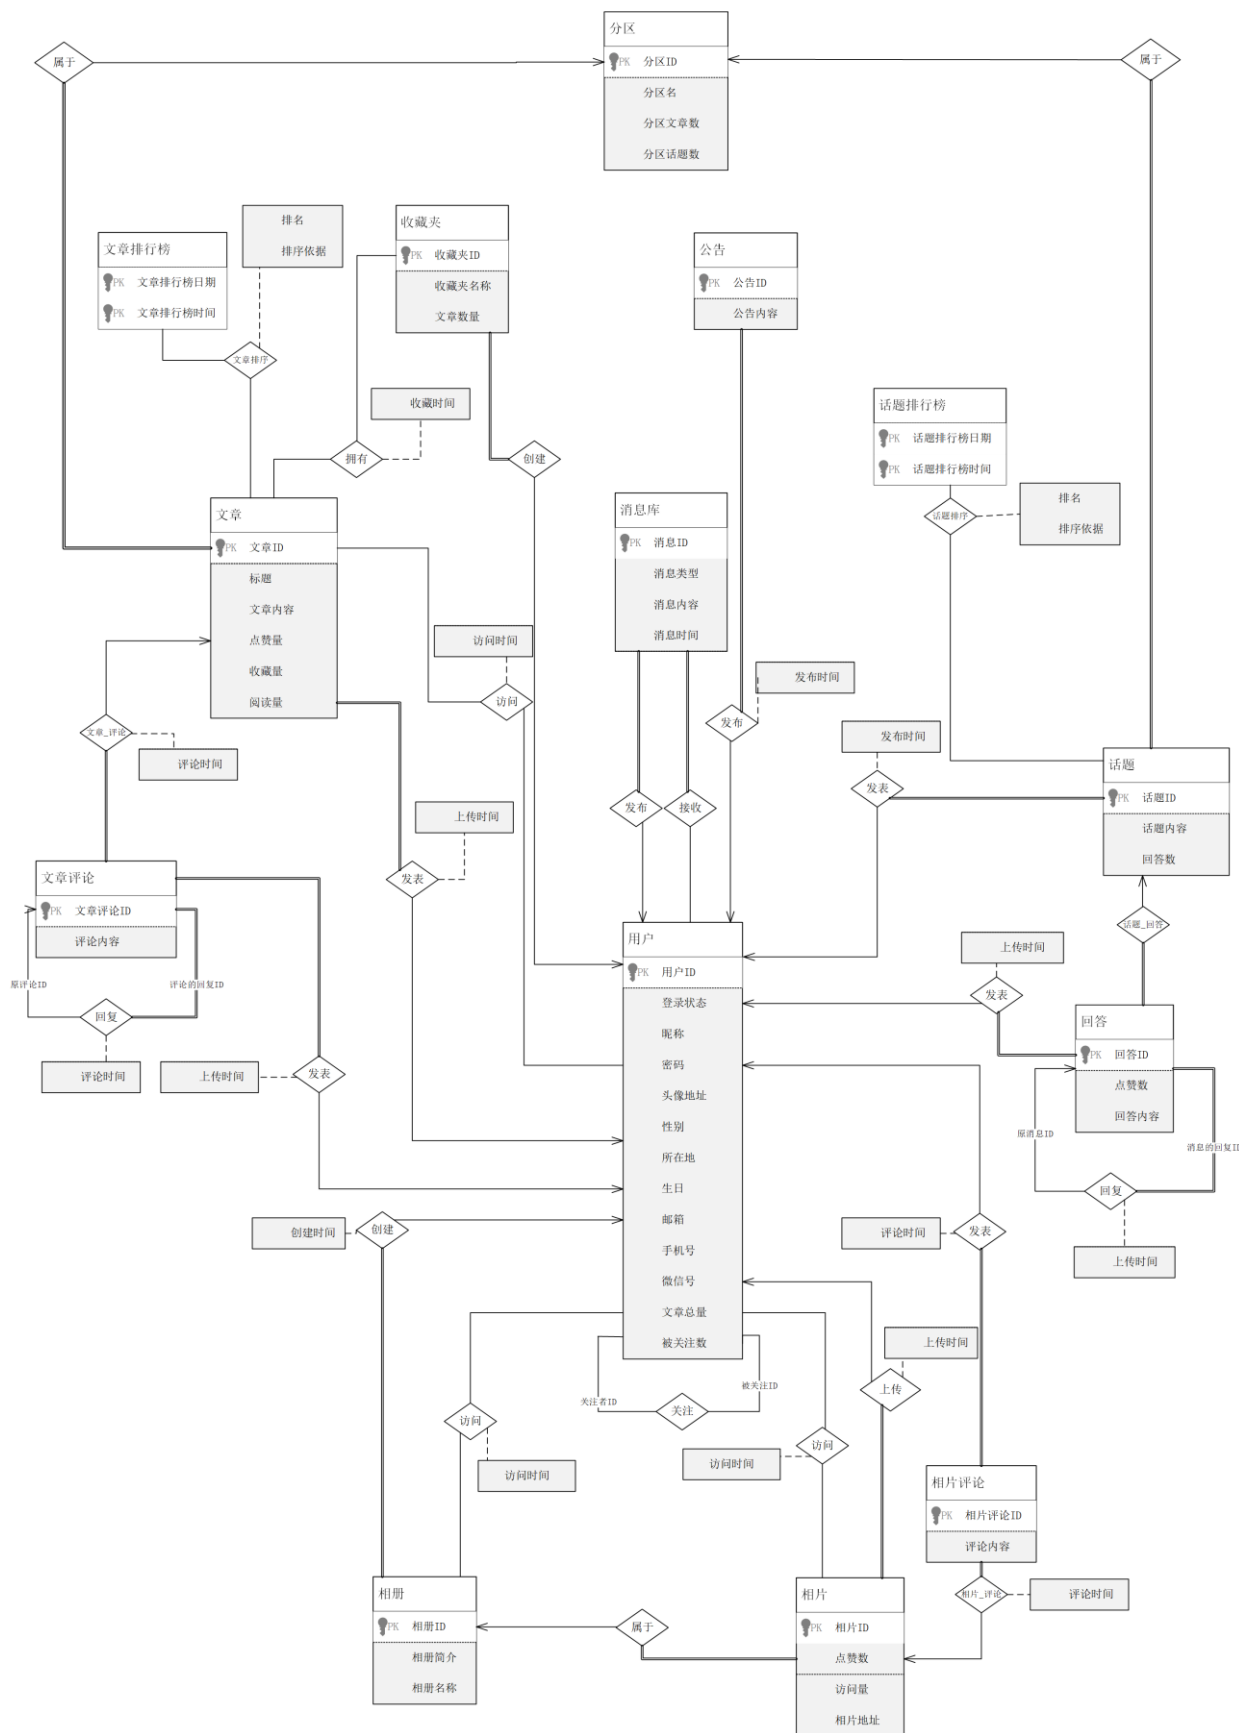 分区
PK 分区ID
分区名
分区文章数
分区话题数
属于
属于
排名
排序依据
文章排行榜
PK 文章排行榜日期
PK 文章排行榜时间
文章排序
收藏夹
PK 收藏夹ID
收藏夹名称
文章数量
公告
PK 公告ID
公告内容
收藏时间
拥有
创建
话题排行榜
PK 话题排行榜日期
PK 话题排行榜时间
话题排序
排名
排序依据
文章
PK 文章ID
标题
文章内容
点赞量
收藏量
阅读量
消息库
PK 消息ID
消息类型
消息内容
消息时间
访问时间
访问
发布时间
发布
发布时间
发表
文章_评论
评论时间
话题
PK 话题ID
话题内容
回答数
发布
接收
上传时间
发表
文章评论
PK 文章评论ID
评论内容
原评论ID
评论的回复ID
回复
评论时间
上传时间
发表
话题_回答
上传时间
发表
回答
PK 回答ID
点赞数
回答内容
原消息ID
消息的回复ID
回复
上传时间
用户
PK 用户ID
登录状态
昵称
密码
头像地址
性别
所在地
生日
邮箱
手机号
微信号
文章总量
被关注数
创建时间
创建
评论时间
发表
上传时间
上传
关注者ID
被关注ID
关注
访问
访问时间
访问
访问时间
相片评论
PK 相片评论ID
评论内容
相片_评论
评论时间
相册
PK 相册ID
相册简介
相册名称
属于
相片
PK 相片ID
点赞数
访问量
相片地址